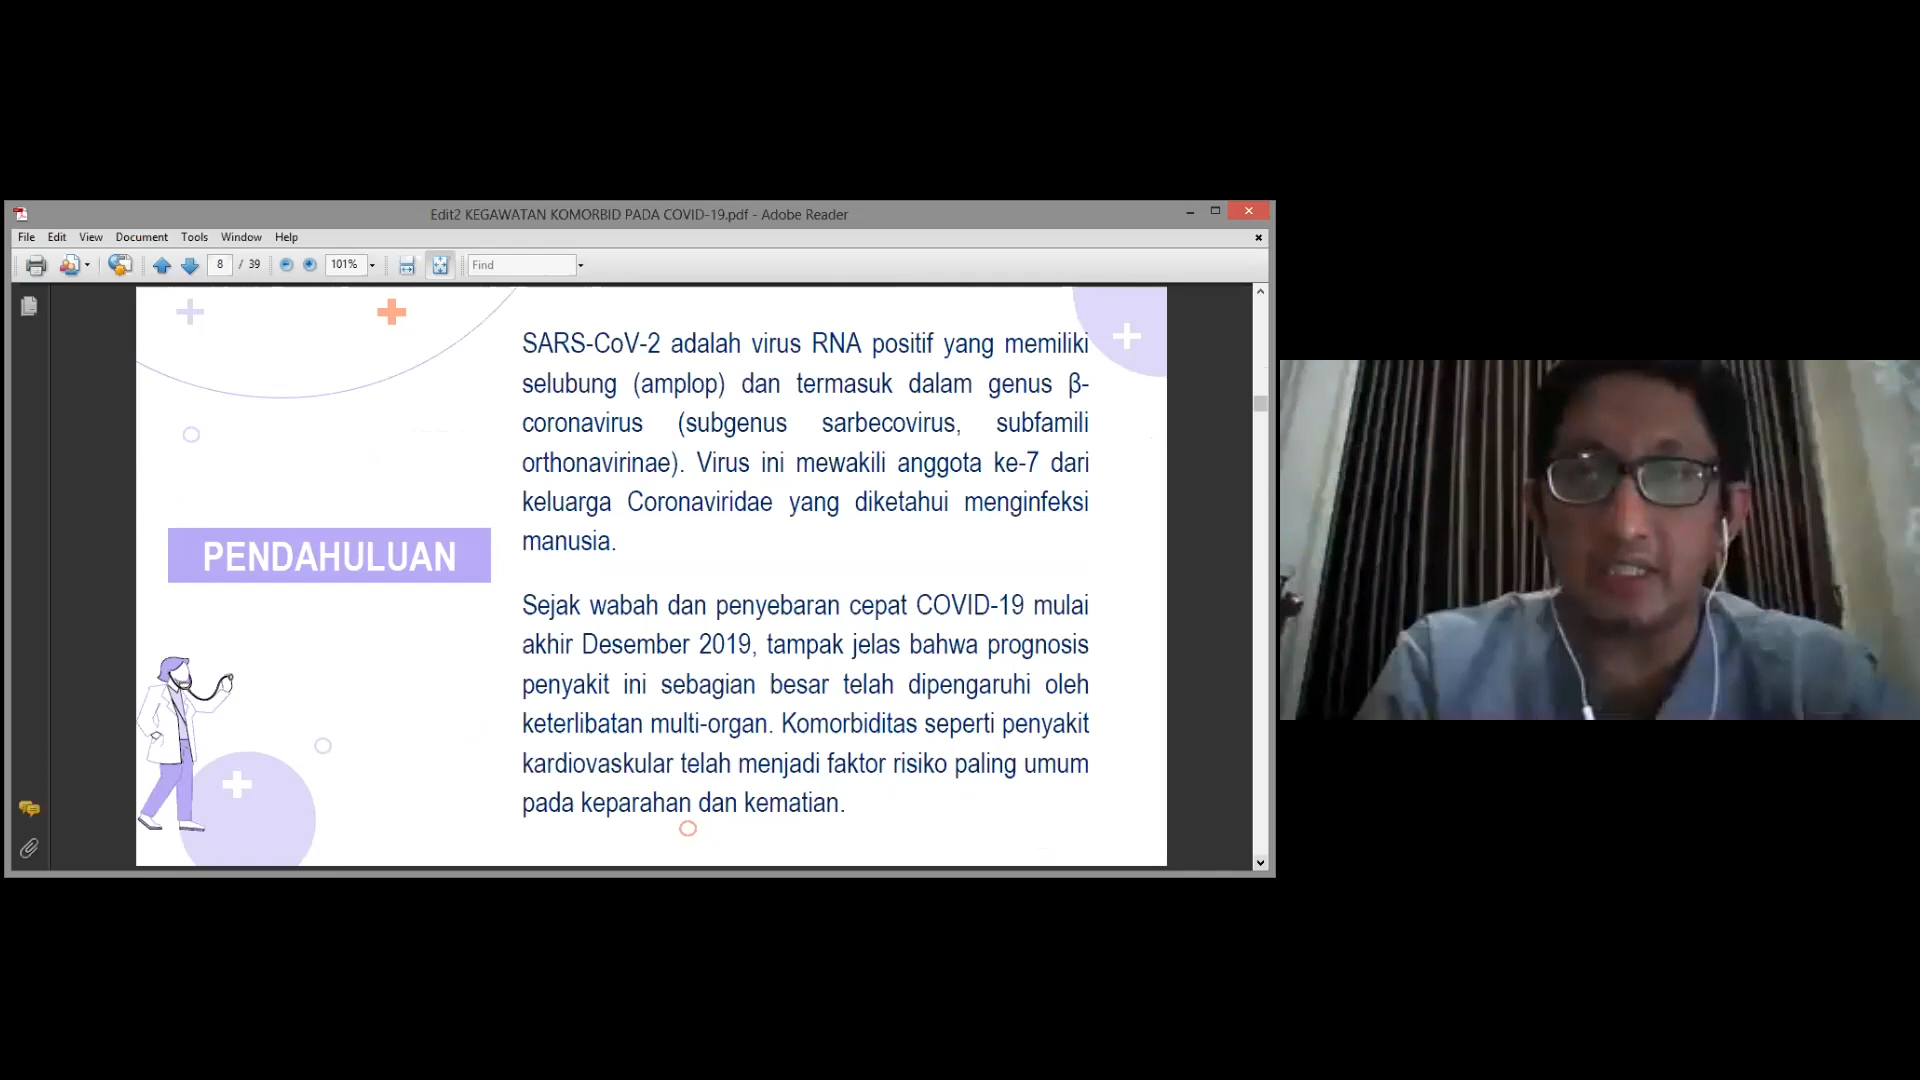 Edit2 KEGAWATAN KOMORBID PADA COVID-19.pdf - Adobe Reader
File Edit View Document Tools Window Help
8 / 39 101% Find
SARS-CoV-2 adalah virus RNA positif yang memiliki
selubung (amplop) dan termasuk dalam genus β-
coronavirus (subgenus sarbecovirus, subfamili
orthonavirinae). Virus ini mewakili anggota ke-7 dari
keluarga Coronaviridae yang diketahui menginfeksi
manusia.
PENDAHULUAN
Sejak wabah dan penyebaran cepat COVID-19 mulai
akhir Desember 2019, tampak jelas bahwa prognosis
penyakit ini sebagian besar telah dipengaruhi oleh
keterlibatan multi-organ. Komorbiditas seperti penyakit
kardiovaskular telah menjadi faktor risiko paling umum
pada keparahan dan kematian.